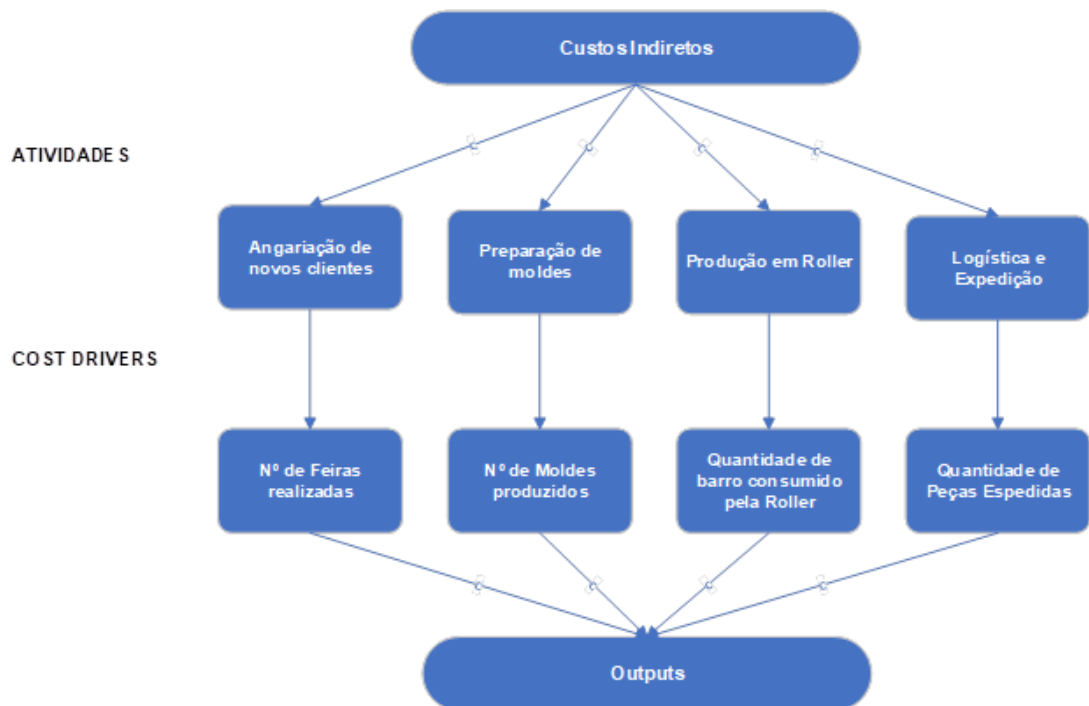 Custos Indiretos
ATIVIDADES
Angariação de
novos clientes
Preparação de
moldes
Produção em Roller
Logística e
Expedição
COST DRIVERS
Nº de Feiras
realizadas
Nº de Moldes
produzidos
Quantidade de
barro consumido
pela Roller
Quantidade de
Peças Espedidas
Outputs